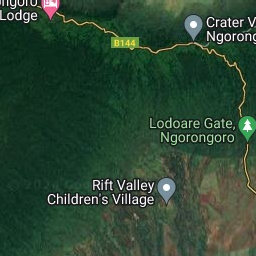 Lodge
Crater V
Ngorong
B144
Lodoare Gate,
Ngorongoro
Rift Valley
Children's Village